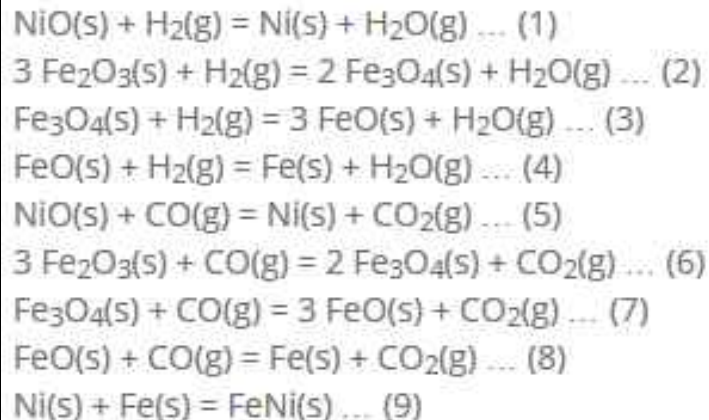 NiO(s) + H2(g) = Ni(s) + H2O(g) ... (1)
3 Fe2O3(s) + H2(g) = 2 Fe3O4(s) + H2O(g) ... (2)
Fe3O4(s) + H2(g) = 3 FeO(s) + H2O(g) ... (3)
FeO(s) + H2(g) = Fe(s) + H2O(g) ... (4)
NiO(s) + CO(g) = Ni(s) + CO2(g) ... (5)
3 Fe2O3(s) + CO(g) = 2 Fe3O4(s) + CO2(g) ... (6)
Fe3O4(s) + CO(g) = 3 FeO(s) + CO2(g) ... (7)
FeO(s) + CO(g) = Fe(s) + CO2(g) ... (8)
Ni(s) + Fe(s) = FeNi(s) ... (9)